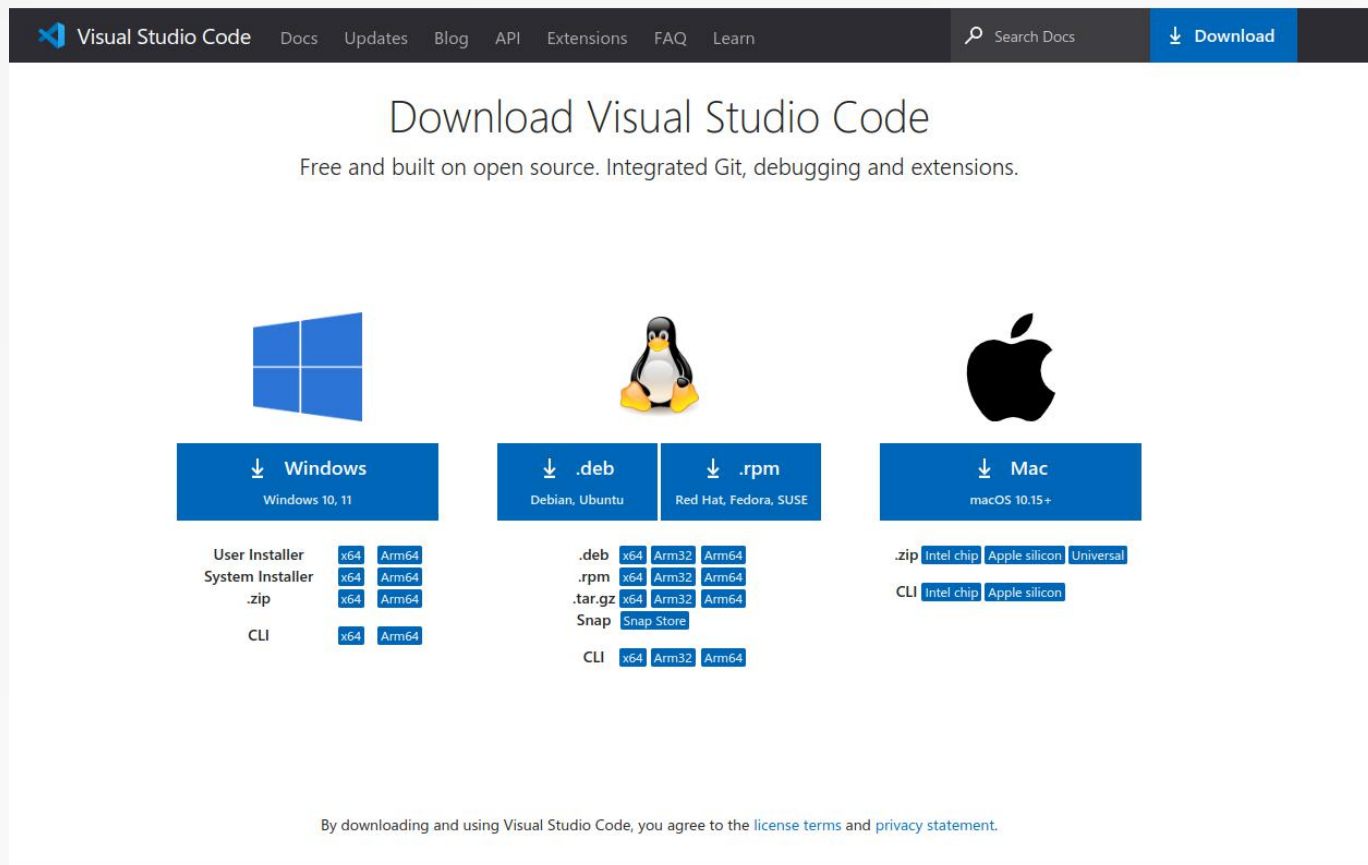 Visual Studio Code Docs Updates Blog API Extensions FAQ Learn Search Docs Download
Download Visual Studio Code
Free and built on open source. Integrated Git, debugging and extensions.
Windows
Windows 10, 11
User Installer x64 Arm64
System Installer x64 Arm64
.zip x64 Arm64
CLI x64 Arm64
.deb .rpm
Debian, Ubuntu Red Hat, Fedora, SUSE
.deb x64 Arm32 Arm64
.rpm x64 Arm32 Arm64
.tar.gz x64 Arm32 Arm64
Snap Snap Store
CLI x64 Arm32 Arm64
Mac
macOS 10.15+
.zip Intel chip Apple silicon Universal
CLI Intel chip Apple silicon
By downloading and using Visual Studio Code, you agree to the license terms and privacy statement.